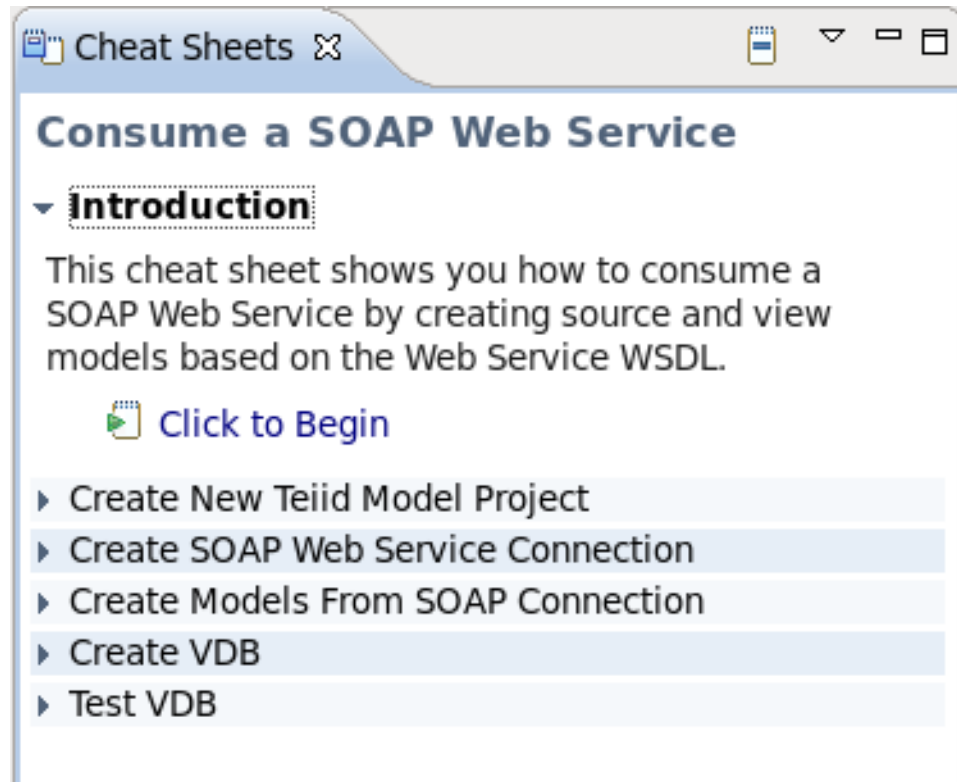 Cheat Sheets
Consume a SOAP Web Service
Introduction
This cheat sheet shows you how to consume a
SOAP Web Service by creating source and view
models based on the Web Service WSDL.
Click to Begin
Create New Teiid Model Project
Create SOAP Web Service Connection
Create Models From SOAP Connection
Create VDB
Test VDB